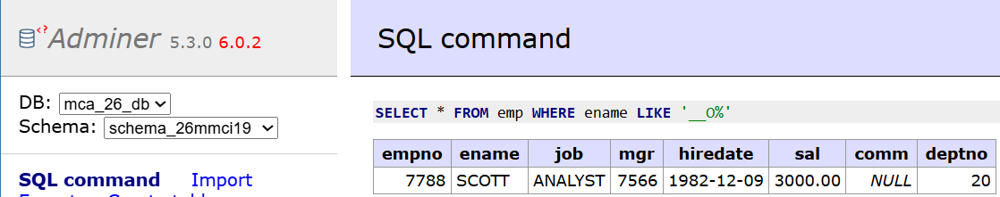 Adminer 5.3.0 6.0.2
SQL command
DB: mca_26_db
Schema: schema_26mmci19
SQL command Import
SELECT * FROM emp WHERE ename LIKE '__O%'
empno ename job mgr hiredate sal comm deptno
7788 SCOTT ANALYST 7566 1982-12-09 3000.00 NULL 20